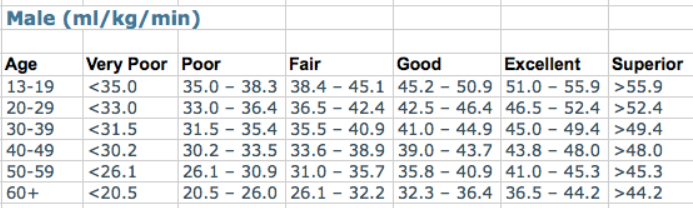 Male (ml/kg/min)
Age Very Poor Poor Fair Good Excellent Superior
13-19 <35.0 35.0 – 38.3 38.4 – 45.1 45.2 – 50.9 51.0 – 55.9 >55.9
20-29 <33.0 33.0 – 36.4 36.5 – 42.4 42.5 – 46.4 46.5 – 52.4 >52.4
30-39 <31.5 31.5 – 35.4 35.5 – 40.9 41.0 – 44.9 45.0 – 49.4 >49.4
40-49 <30.2 30.2 – 33.5 33.6 – 38.9 39.0 – 43.7 43.8 – 48.0 >48.0
50-59 <26.1 26.1 – 30.9 31.0 – 35.7 35.8 – 40.9 41.0 – 45.3 >45.3
60+ <20.5 20.5 – 26.0 26.1 – 32.2 32.3 – 36.4 36.5 – 44.2 >44.2